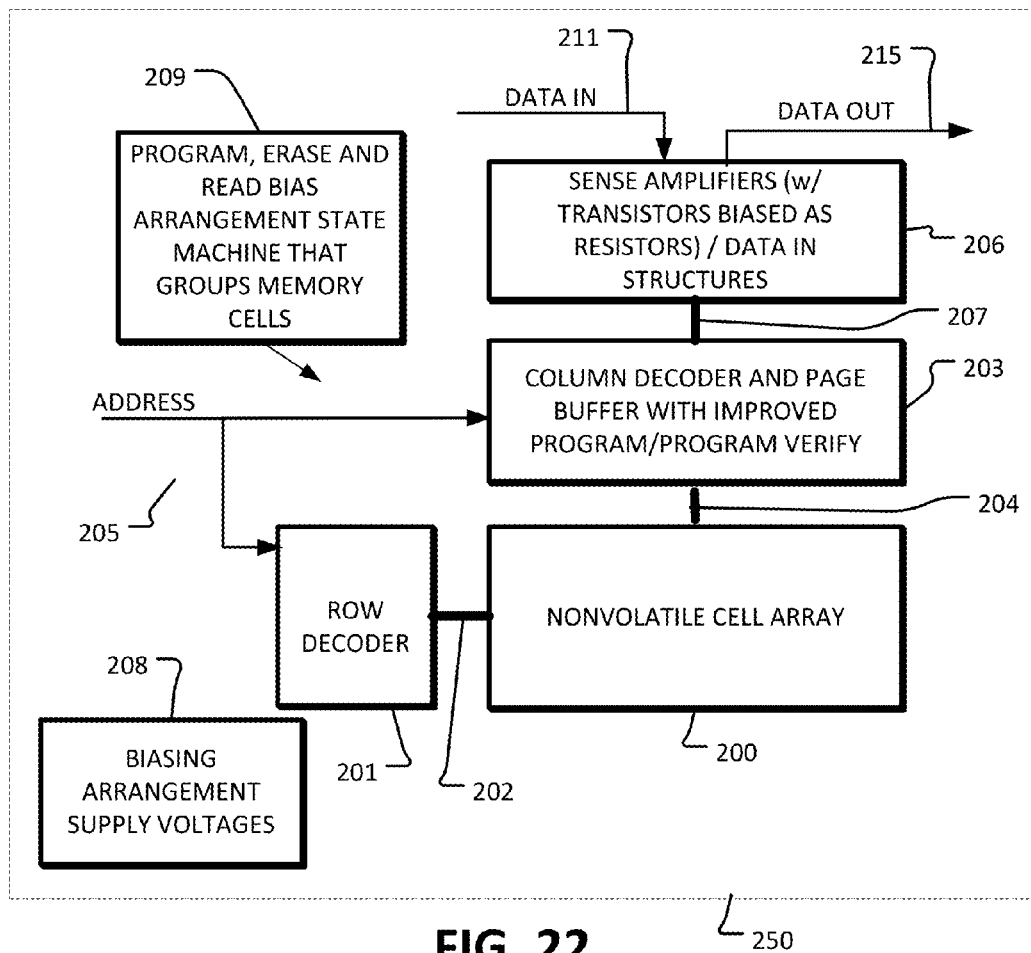 211
215
209
DATA IN
DATA OUT
PROGRAM, ERASE AND
READ BIAS
ARRANGEMENT STATE
MACHINE THAT
GROUPS MEMORY
CELLS
SENSE AMPLIFIERS (w/
TRANSISTORS BIASED AS
RESISTORS) / DATA IN
STRUCTURES
206
207
COLUMN DECODER AND PAGE
BUFFER WITH IMPROVED
PROGRAM/PROGRAM VERIFY
203
ADDRESS
204
205
ROW
DECODER
NONVOLATILE CELL ARRAY
208
201
202
200
BIASING
ARRANGEMENT
SUPPLY VOLTAGES
250
FIG. 22